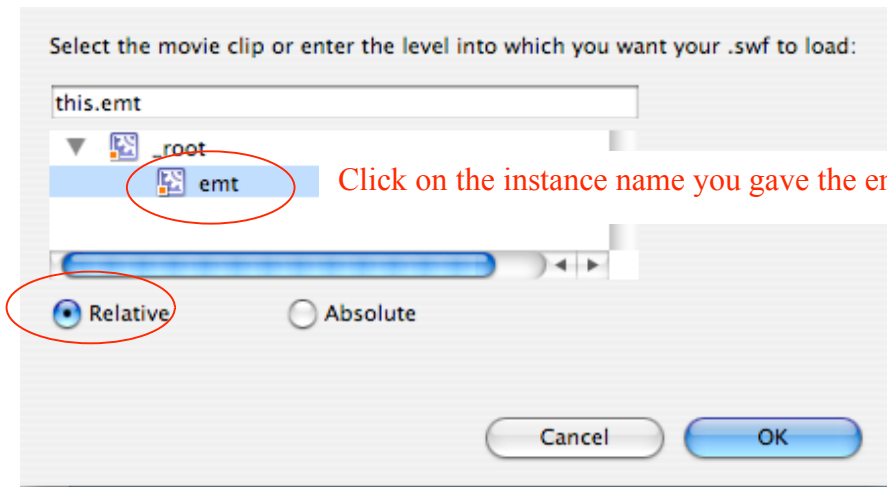 Select the movie clip or enter the level into which you want your .swf to load:
this.emt
_root
emt
Click on the instance name you gave the
Relative
Absolute
Cancel
OK